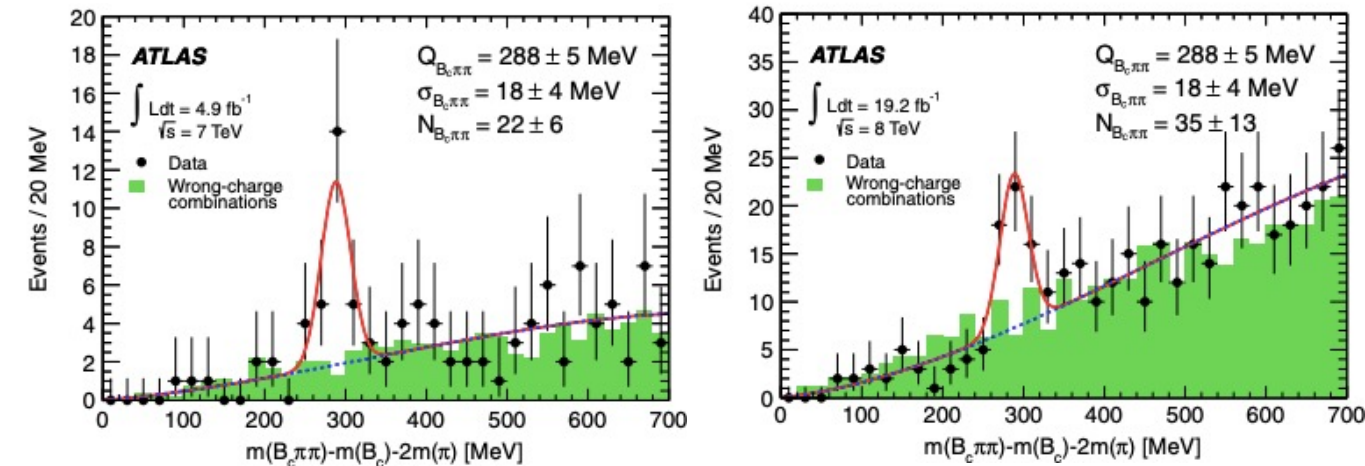 20
18
16
14
12
10
8
6
4
2
0
Events / 20 MeV
ATLAS
∫ Ldt = 4.9 fb⁻¹
√s = 7 TeV
Data
Wrong-charge
combinations
Q_{B_cππ} = 288 ± 5 MeV
σ_{B_cππ} = 18 ± 4 MeV
N_{B_cππ} = 22 ± 6
0 100 200 300 400 500 600 700
m(B_cππ)-m(B_c)-2m(π) [MeV]
40
35
30
25
20
15
10
5
0
Events / 20 MeV
ATLAS
∫ Ldt = 19.2 fb⁻¹
√s = 8 TeV
Data
Wrong-charge
combinations
Q_{B_cππ} = 288 ± 5 MeV
σ_{B_cππ} = 18 ± 4 MeV
N_{B_cππ} = 35 ± 13
0 100 200 300 400 500 600 700
m(B_cππ)-m(B_c)-2m(π) [MeV]